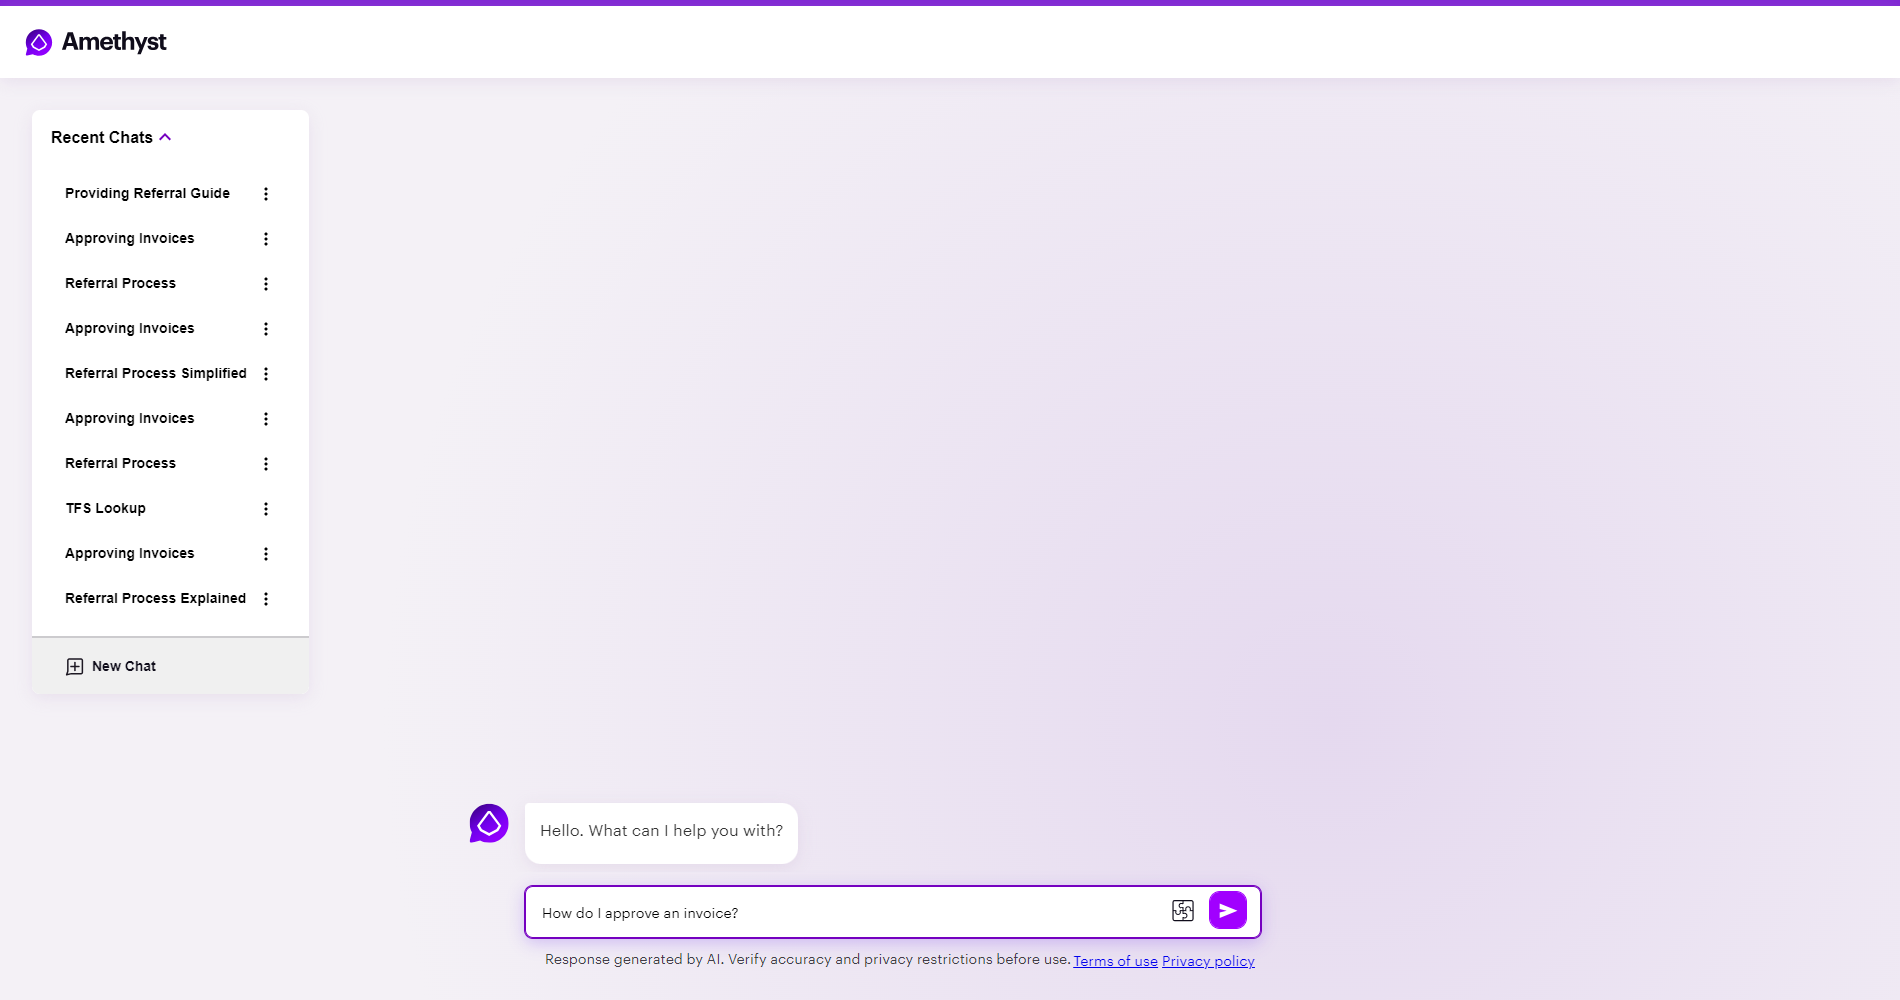 Amethyst
Recent Chats
Providing Referral Guide
Approving Invoices
Referral Process
Approving Invoices
Referral Process Simplified
Approving Invoices
Referral Process
TFS Lookup
Approving Invoices
Referral Process Explained
New Chat
Hello. What can I help you with?
How do I approve an invoice?
Response generated by AI. Verify accuracy and privacy restrictions before use. Terms of use Privacy policy